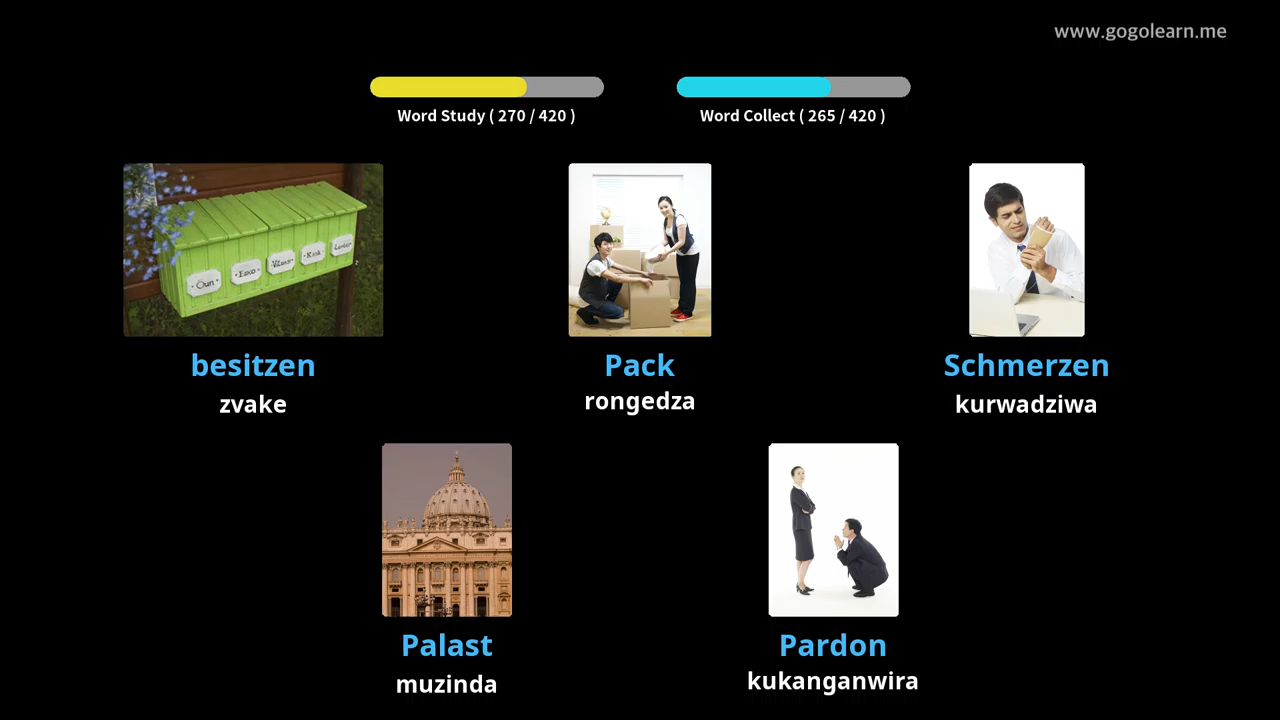 www.gogolearn.me
Word Study ( 270 / 420 )
Word Collect ( 265 / 420 )
besitzen
zvake
Pack
rongedza
Schmerzen
kurwadziwa
Palast
muzinda
Pardon
kukanganwira